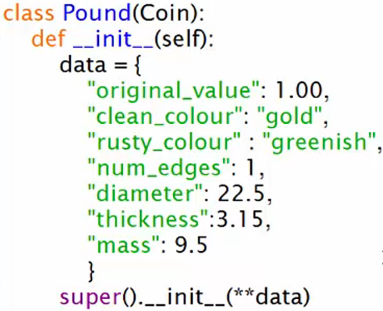 class Pound(Coin):
def __init__(self):
data = {
"original_value": 1.00,
"clean_colour": "gold",
"rusty_colour" : "greenish",
"num_edges": 1,
"diameter": 22.5,
"thickness":3.15,
"mass": 9.5
}
super().__init__(**data)